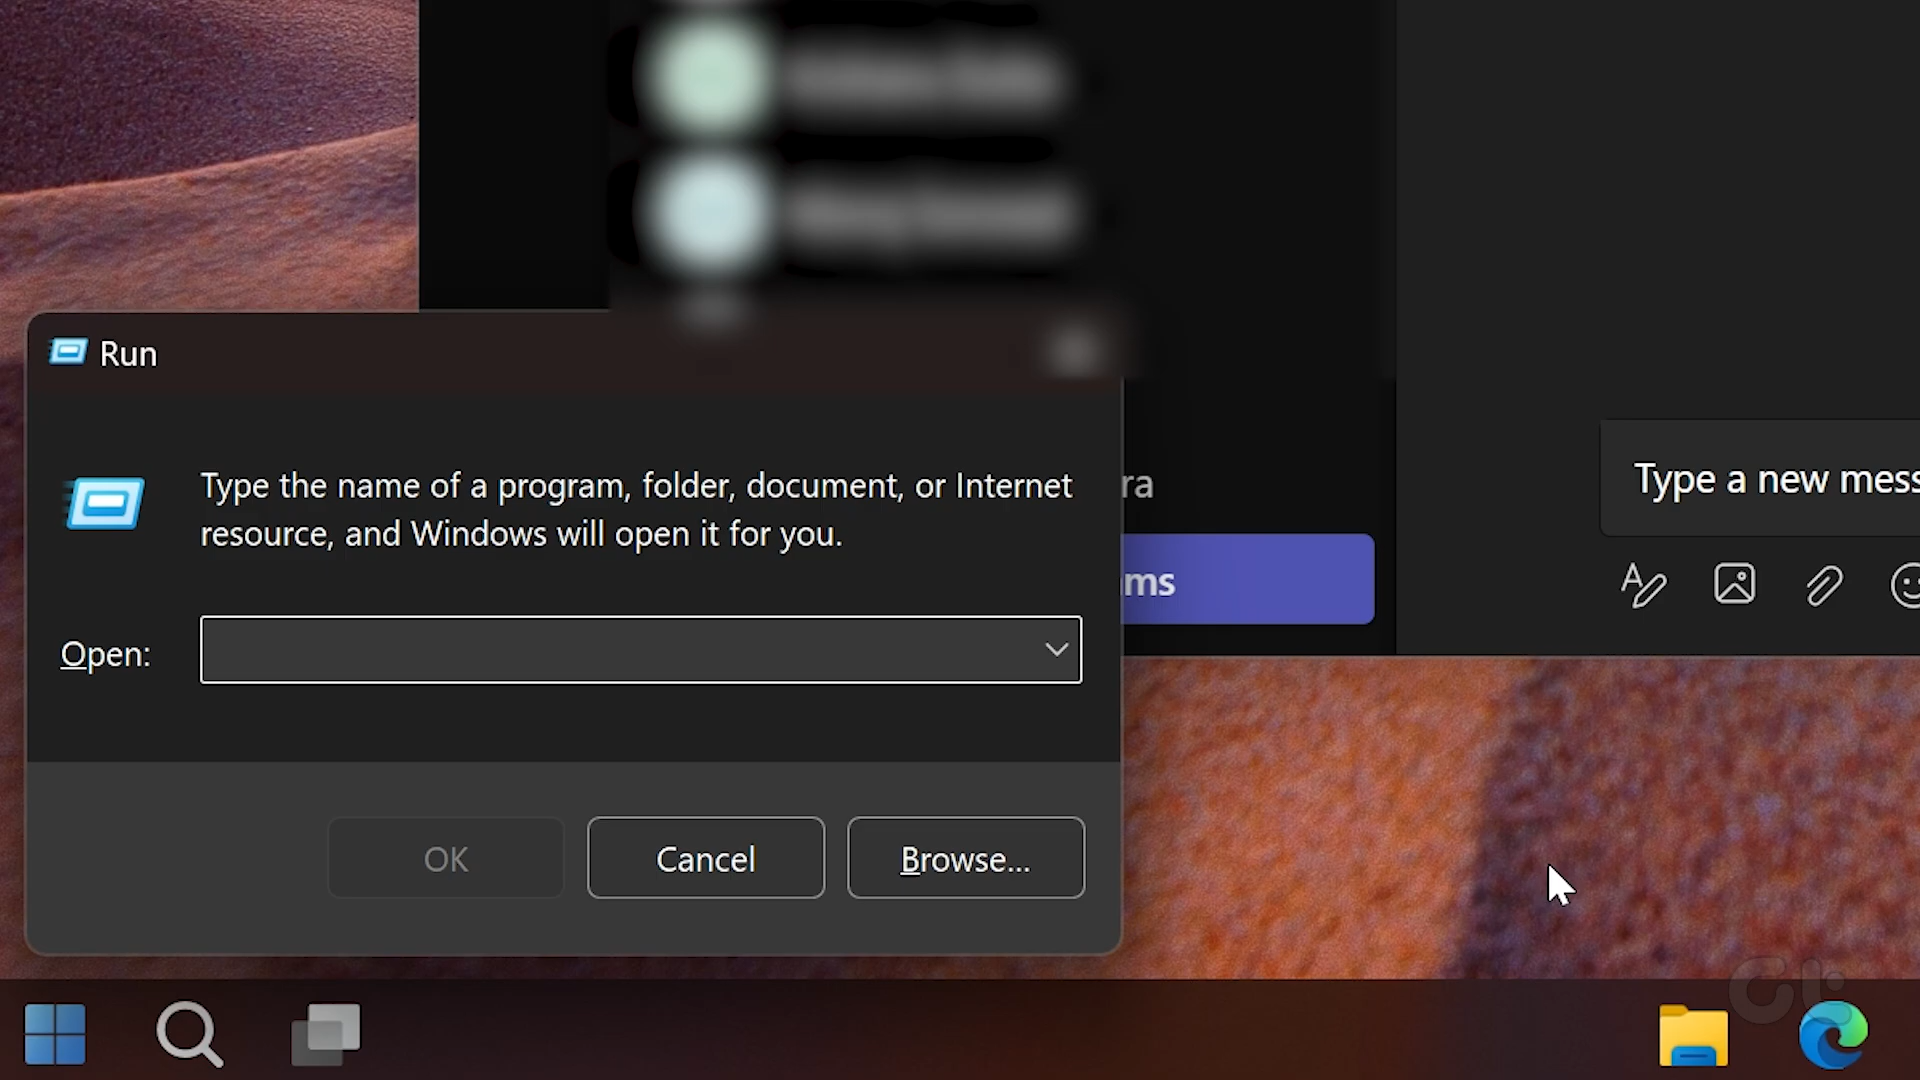 Run
Type the name of a program, folder, document, or Internet
resource, and Windows will open it for you.
Open:
OK
Cancel
Browse...
ra
ms
Type a new mess
Gt